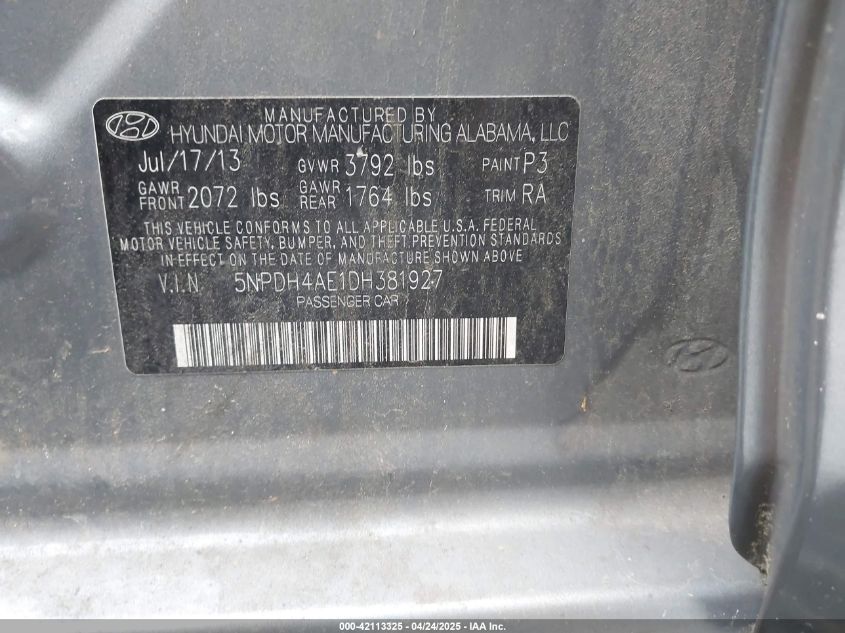 MANUFACTURED BY
HYUNDAI MOTOR MANUFACTURING ALABAMA, LLC
Jul/17/13 GVWR 3792 lbs PAINT P3
GAWR FRONT 2072 lbs GAWR REAR 1764 lbs TRIM RA
THIS VEHICLE CONFORMS TO ALL APPLICABLE U.S.A. FEDERAL
MOTOR VEHICLE SAFETY, BUMPER, AND THEFT PREVENTION STANDARDS
IN EFFECT ON THE DATE OF MANUFACTURE SHOWN ABOVE
V.I.N 5NPDH4AE1DH381927
PASSENGER CAR
000-42113325 - 04/24/2025 - IAA Inc.